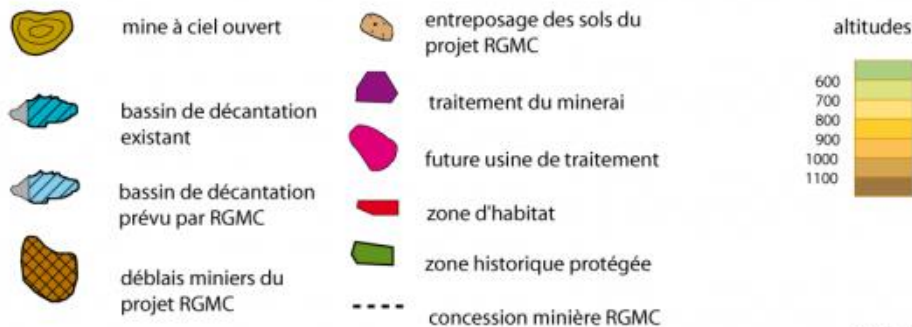 mine à ciel ouvert
bassin de décantation
existant
bassin de décantation
prévu par RGMC
déblais miniers du
projet RGMC
entreposage des sols du
projet RGMC
traitement du minerai
future usine de traitement
zone d'habitat
zone historique protégée
concession minière RGMC
altitudes
600
700
800
900
1000
1100